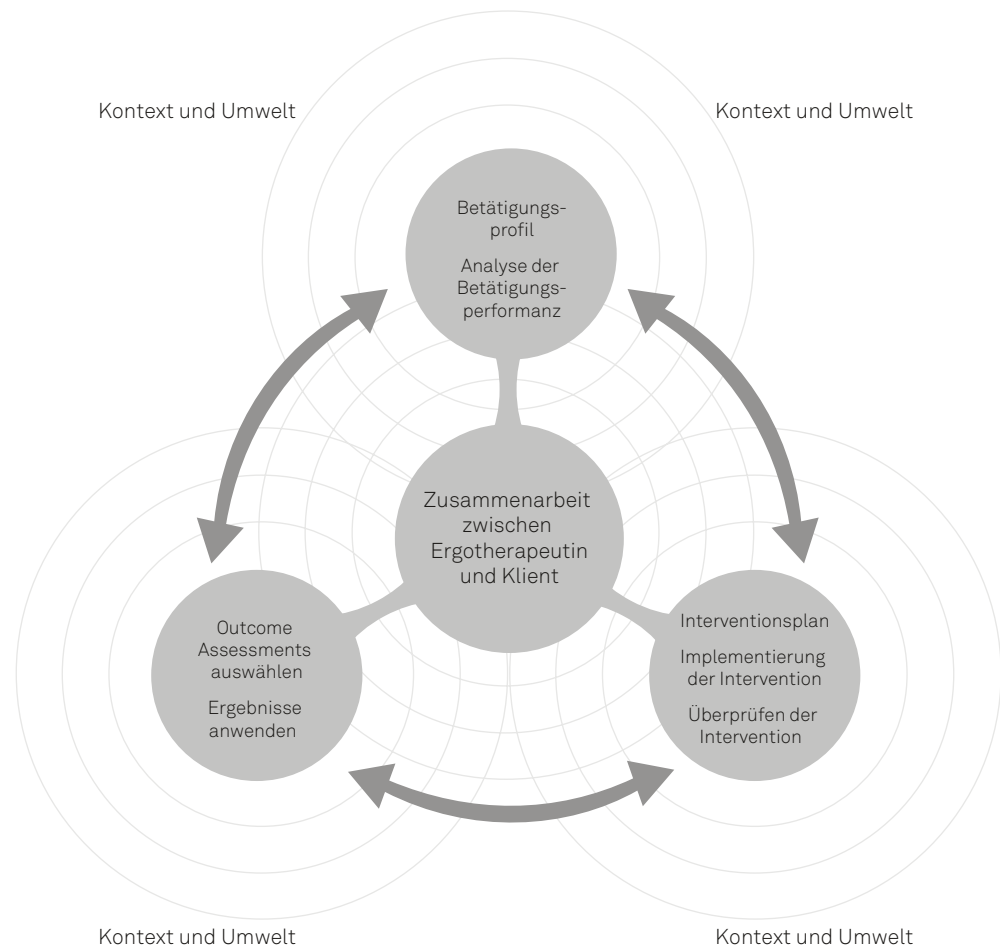 Kontext und Umwelt
Kontext und Umwelt
Betätigungs-
profil
Analyse der
Betätigungs-
performanz
Zusammenarbeit
zwischen
Ergotherapeutin
und Klient
Outcome
Assessments
auswählen
Ergebnisse
anwenden
Interventionsplan
Implementierung
der Intervention
Überprüfen der
Intervention
Kontext und Umwelt
Kontext und Umwelt